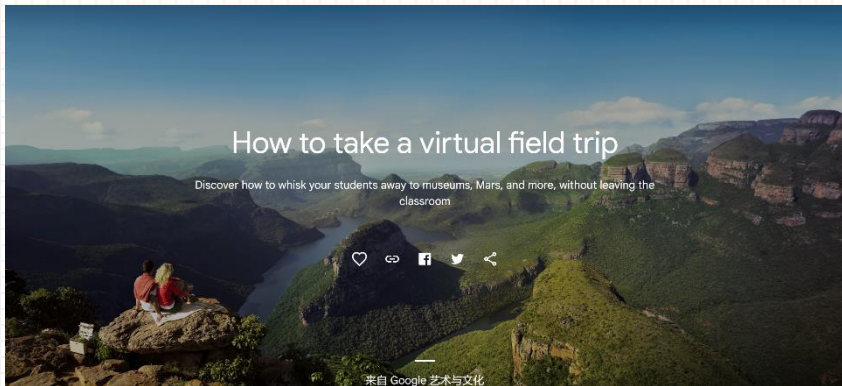 How to take a virtual field trip
Discover how to whisk your students away to museums, Mars, and more, without leaving the
classroom
来自 Google 艺术与文化